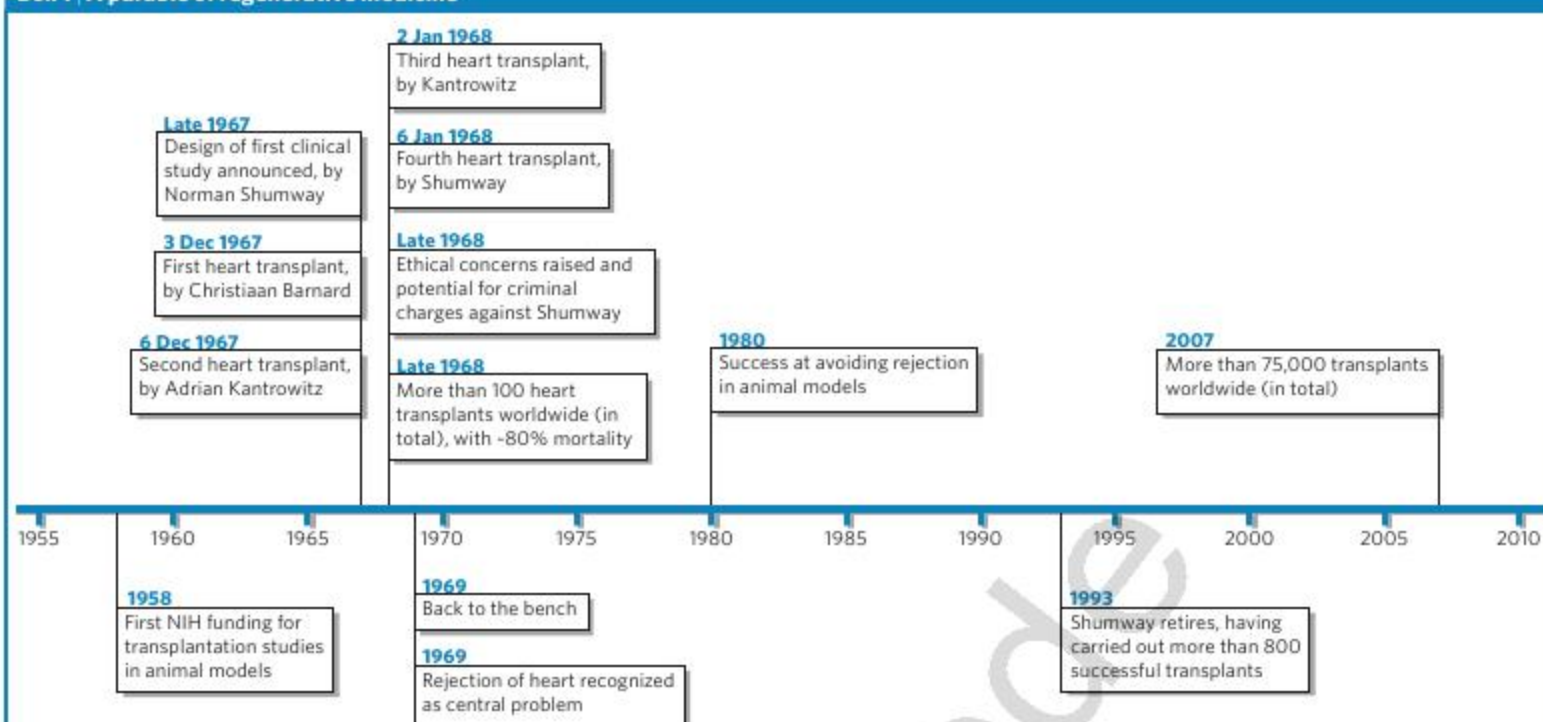 Box 1 | A parable of regenerative medicine
2 Jan 1968
Third heart transplant,
by Kantrowitz
Late 1967
Design of first clinical
study announced, by
Norman Shumway
6 Jan 1968
Fourth heart transplant,
by Shumway
3 Dec 1967
First heart transplant,
by Christiaan Barnard
Late 1968
Ethical concerns raised and
potential for criminal
charges against Shumway
6 Dec 1967
Second heart transplant,
by Adrian Kantrowitz
Late 1968
More than 100 heart
transplants worldwide (in
total), with ~80% mortality
1980
Success at avoiding rejection
in animal models
2007
More than 75,000 transplants
worldwide (in total)
1955 1960 1965 1970 1975 1980 1985 1990 1995 2000 2005 2010
1958
First NIH funding for
transplantation studies
in animal models
1969
Back to the bench
1969
Rejection of heart recognized
as central problem
1993
Shumway retires, having
carried out more than 800
successful transplants
de